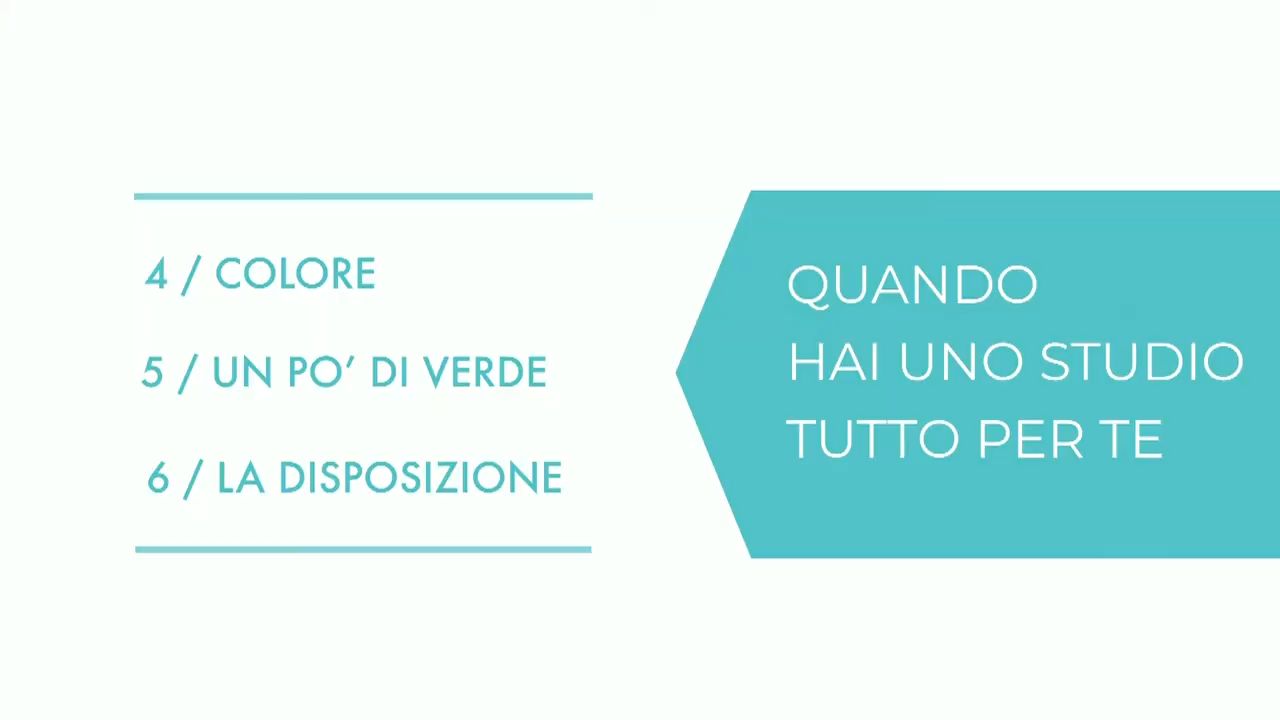 4 / COLORE
5 / UN PO’ DI VERDE
6 / LA DISPOSIZIONE
QUANDO
HAI UNO STUDIO
TUTTO PER TE